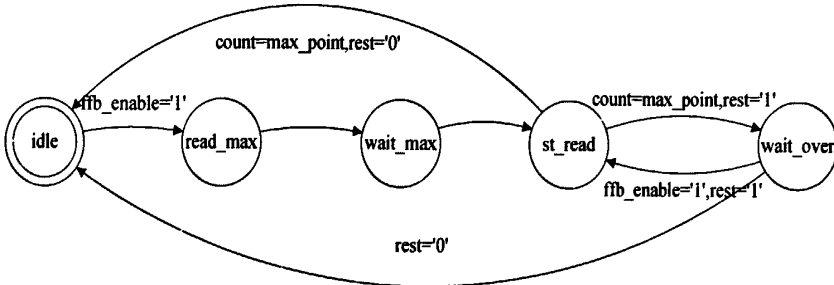 count=max_point,rest='0'
ffb_enable='1'
count=max_point,rest='1'
idle
read_max
wait_max
st_read
wait_over
ffb_enable='1',rest='1'
rest='0'